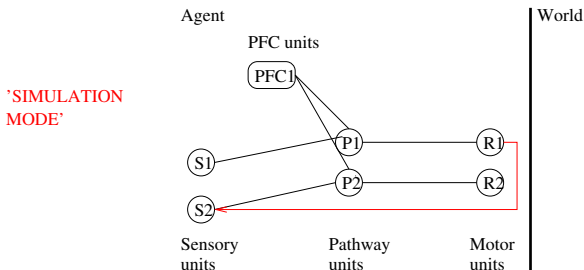 Agent
World
PFC units
PFC1
'SIMULATION
MODE'
P1
R1
S1
P2
R2
S2
Sensory
units
Pathway
units
Motor
units